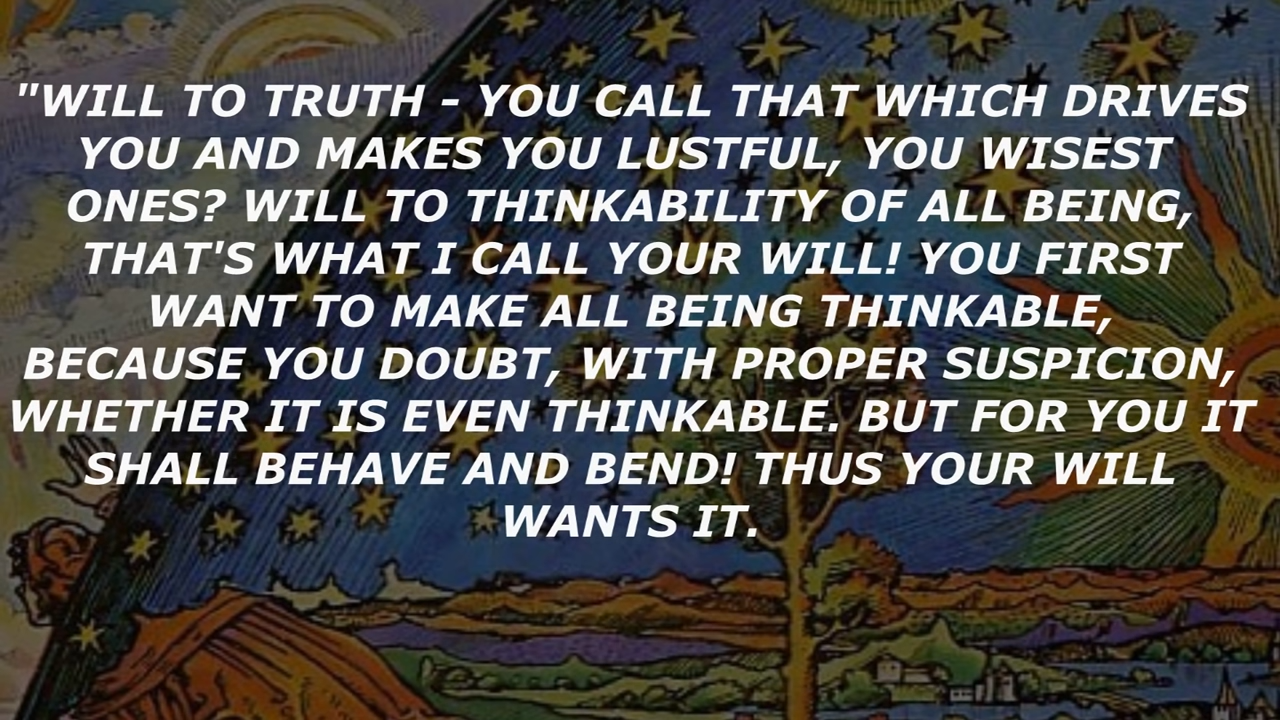 "WILL TO TRUTH - YOU CALL THAT WHICH DRIVES
YOU AND MAKES YOU LUSTFUL, YOU WISEST
ONES? WILL TO THINKABILITY OF ALL BEING,
THAT'S WHAT I CALL YOUR WILL! YOU FIRST
WANT TO MAKE ALL BEING THINKABLE,
BECAUSE YOU DOUBT, WITH PROPER SUSPICION,
WHETHER IT IS EVEN THINKABLE. BUT FOR YOU IT
SHALL BEHAVE AND BEND! THUS YOUR WILL
WANTS IT.